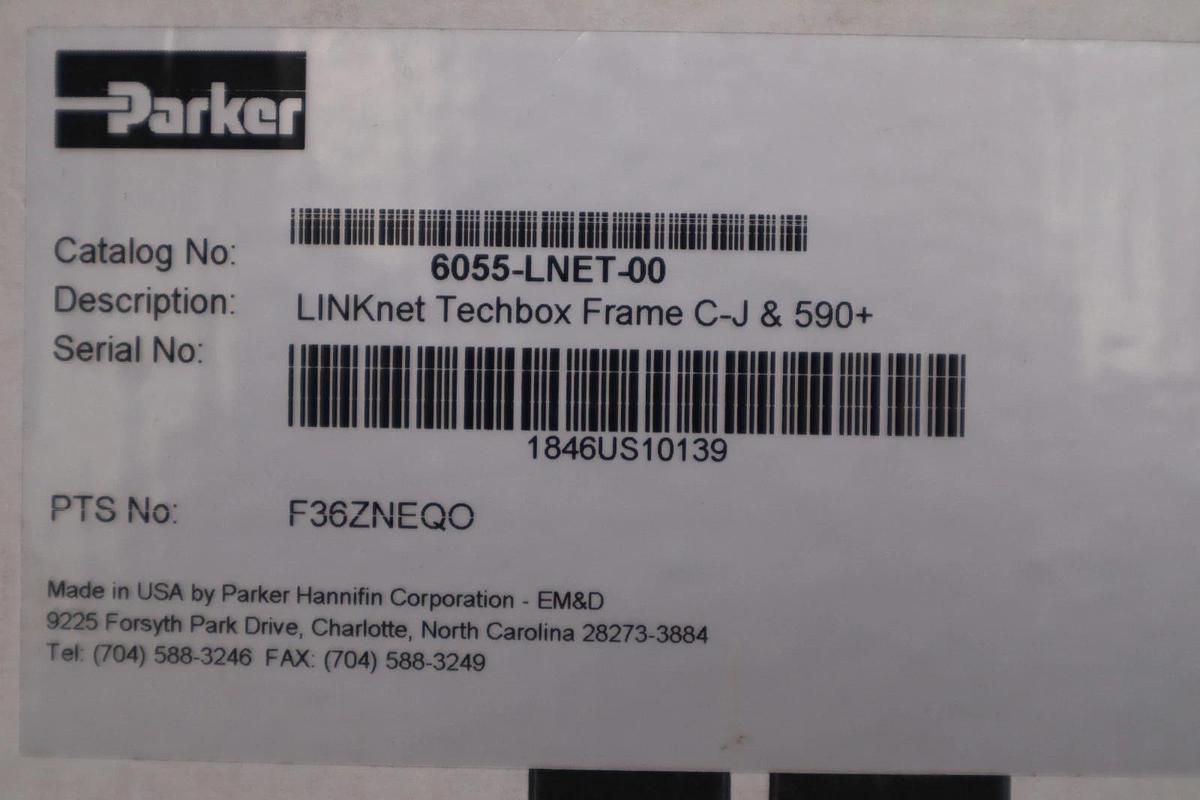 Parker
Catalog No:
6055-LNET-00
Description: LINKnet Techbox Frame C-J & 590+
Serial No:
1846US10139
PTS No: F36ZNEQO
Made in USA by Parker Hannifin Corporation - EM&D
9225 Forsyth Park Drive, Charlotte, North Carolina 28273-3884
Tel: (704) 588-3246 FAX: (704) 588-3249